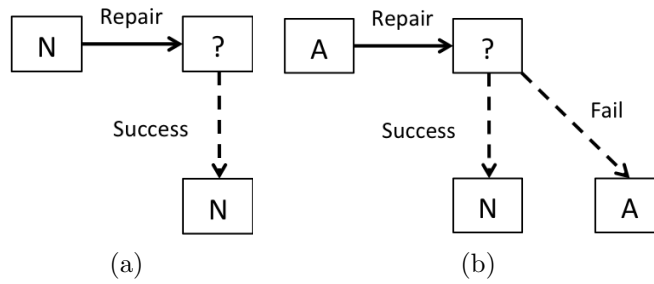 Repair
N
?
Success
N
(a)
Repair
A
?
Success
Fail
N
A
(b)